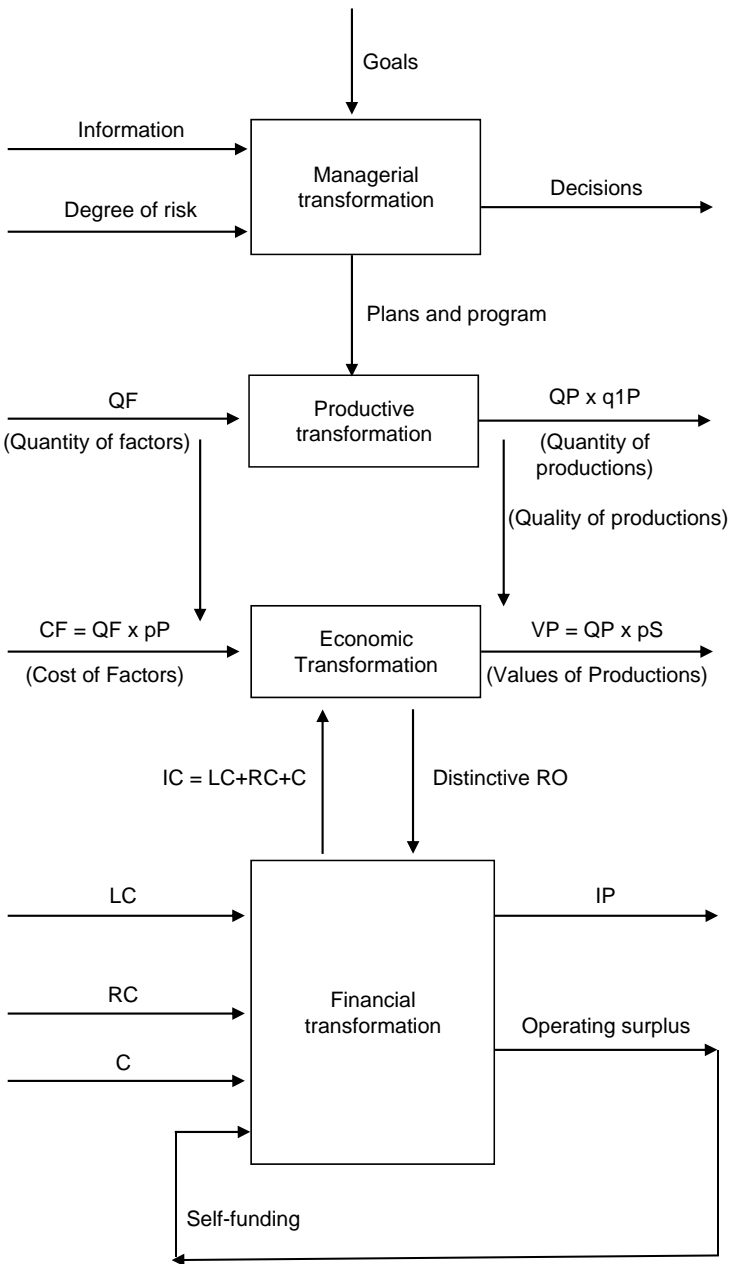 Goals
Information
Managerial
transformation
Degree of risk
Decisions
Plans and program
QF
(Quantity of factors)
Productive
transformation
QP x q1P
(Quantity of
productions)
(Quality of productions)
CF = QF x pP
(Cost of Factors)
Economic
Transformation
VP = QP x pS
(Values of Productions)
IC = LC+RC+C
Distinctive RO
LC
IP
RC
Financial
transformation
Operating surplus
C
Self-funding